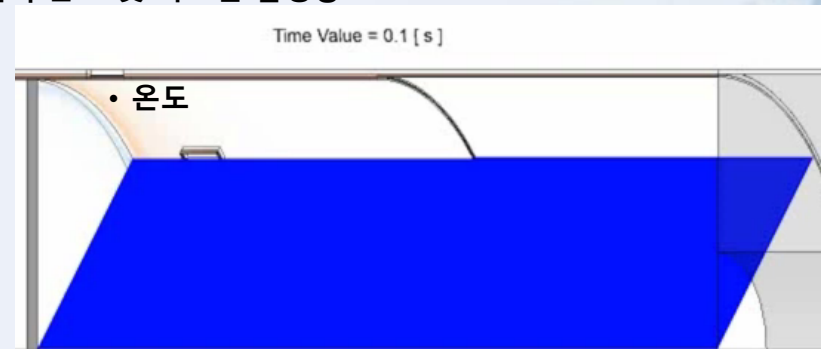 Time Value = 0.1 [ s ]
• 온도